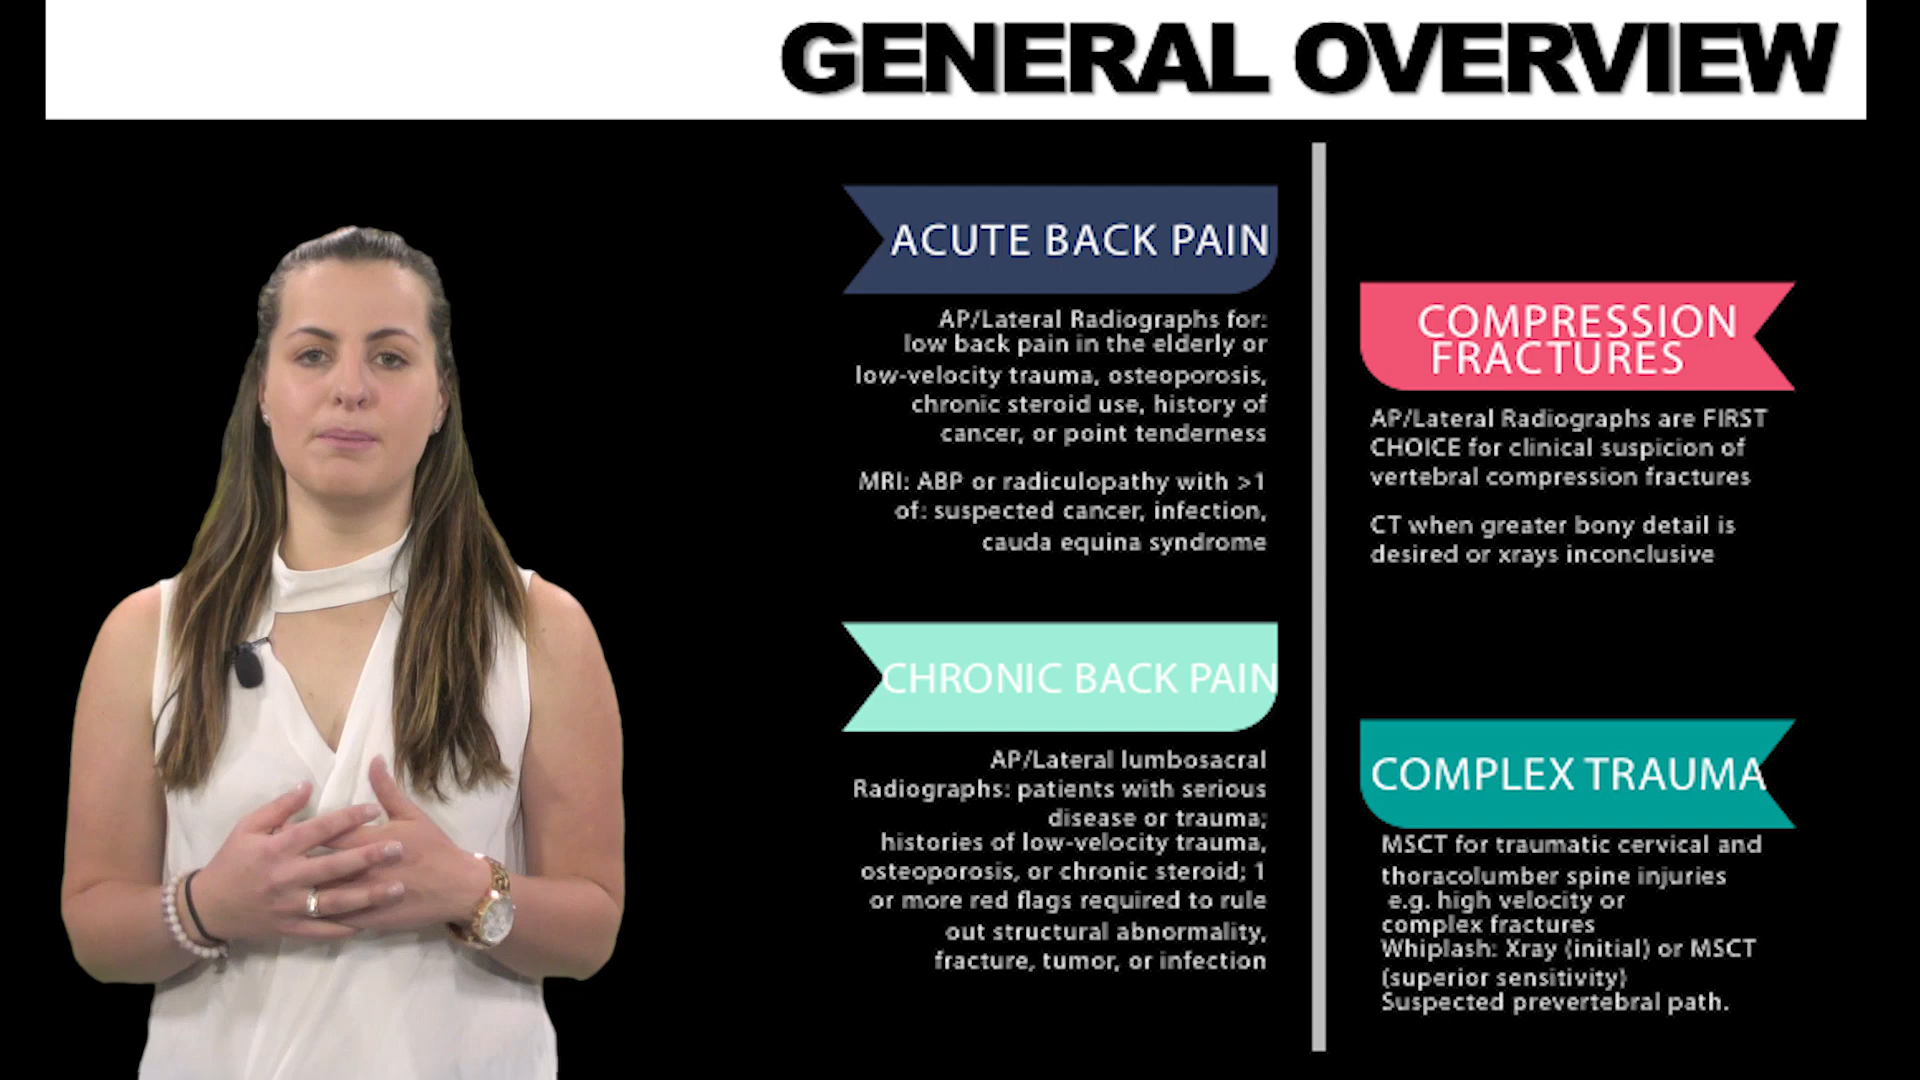 GENERAL OVERVIEW
ACUTE BACK PAIN
AP/Lateral Radiographs for:
low back pain in the elderly or
low-velocity trauma, osteoporosis,
chronic steroid use, history of
cancer, or point tenderness
MRI: ABP or radiculopathy with >1
of: suspected cancer, infection,
cauda equina syndrome
CHRONIC BACK PAIN
AP/Lateral lumbosacral
Radiographs: patients with serious
disease or trauma;
histories of low-velocity trauma,
osteoporosis, or chronic steroid; 1
or more red flags required to rule
out structural abnormality,
fracture, tumor, or infection
COMPRESSION
FRACTURES
AP/Lateral Radiographs are FIRST
CHOICE for clinical suspicion of
vertebral compression fractures
CT when greater bony detail is
desired or xrays inconclusive
COMPLEX TRAUMA
MSCT for traumatic cervical and
thoracolumber spine injuries
e.g. high velocity or
complex fractures
Whiplash: Xray (initial) or MSCT
(superior sensitivity)
Suspected prevertebral path.